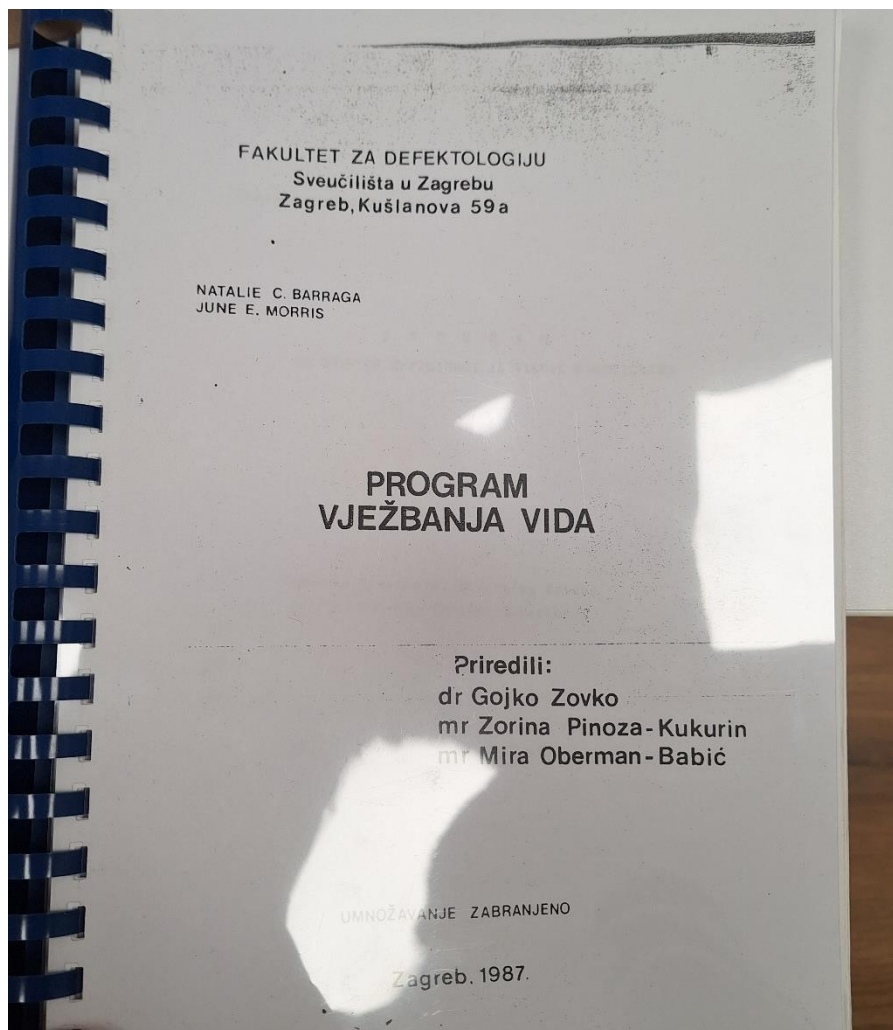 FAKULTET ZA DEFEKTOLOGIJU
Sveučilišta u Zagrebu
Zagreb, Kušlanova 59a
NATALIE C. BARRAGA
JUNE E. MORRIS
PROGRAM
VJEŽBANJA VIDA
Priredili:
dr Gojko Zovko
mr Zorina Pinoza-Kukurin
mr Mira Oberman-Babić
UMNOŽAVANJE ZABRANJENO
Zagreb. 1987.